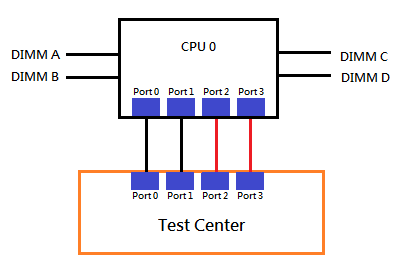 CPU 0
DIMM A
DIMM B
DIMM C
DIMM D
Port 0 Port 1 Port 2 Port 3
Port 0 Port 1 Port 2 Port 3
Test Center